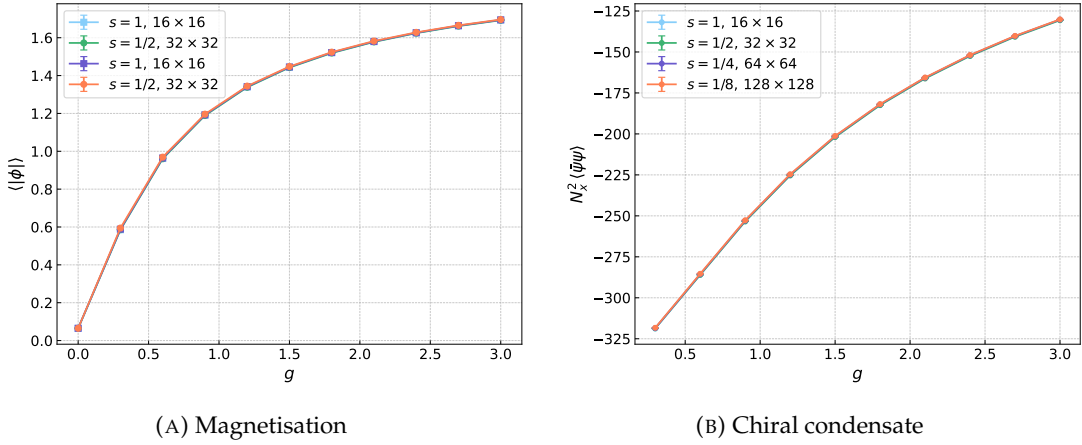 s = 1, 16 × 16
s = 1/2, 32 × 32
s = 1, 16 × 16
s = 1/2, 32 × 32
1.6
1.4
1.2
1.0
0.8
0.6
0.4
0.2
0.0
⟨|ϕ|⟩
0.0 0.5 1.0 1.5 2.0 2.5 3.0
g
(A) Magnetisation
s = 1, 16 × 16
s = 1/2, 32 × 32
s = 1/4, 64 × 64
s = 1/8, 128 × 128
−125
−150
−175
−200
−225
−250
−275
−300
−325
N_x^2 ⟨ψ̄ψ⟩
0.5 1.0 1.5 2.0 2.5 3.0
g
(B) Chiral condensate